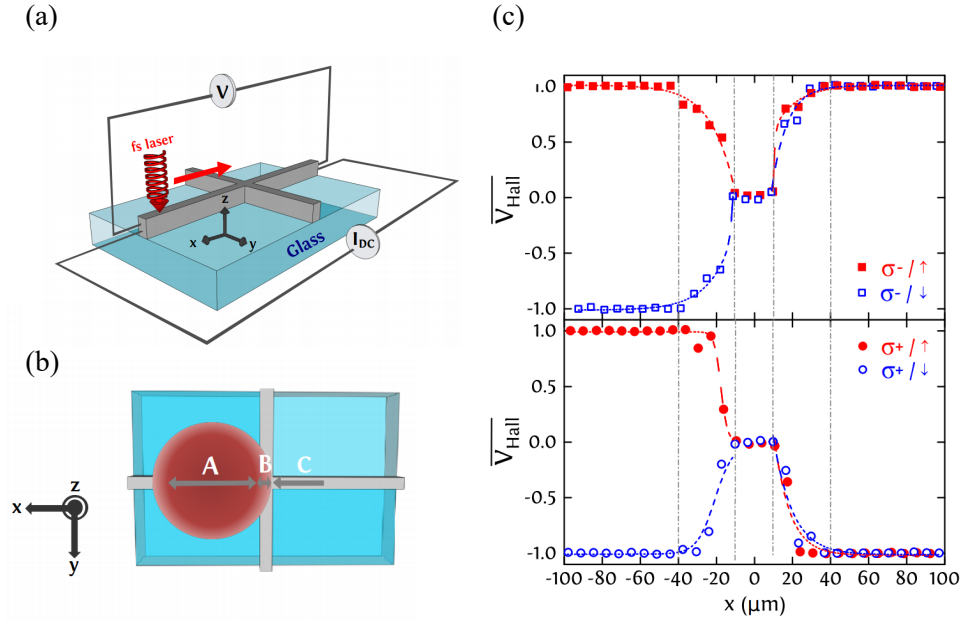 (a)
V
fs laser
z
x
y
Glass
I_DC
(b)
A
B
C
z
x
y
(c)
1.0
0.5
0.0
-0.5
-1.0
V_Hall
σ- / ↑
σ- / ↓
1.0
0.5
0.0
-0.5
-1.0
V_Hall
σ+ / ↑
σ+ / ↓
-100 -80 -60 -40 -20 0 20 40 60 80 100
x (μm)